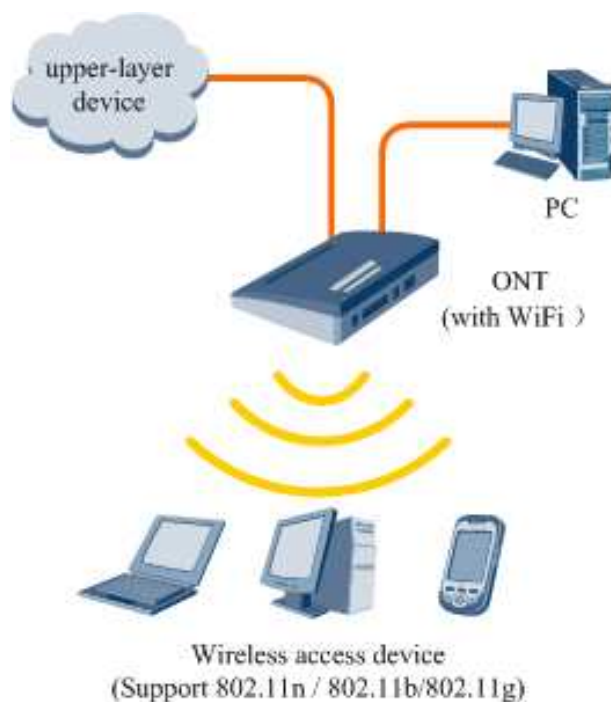 upper-layer
device
PC
ONT
(with WiFi ）
Wireless access device
(Support 802.11n / 802.11b/802.11g)